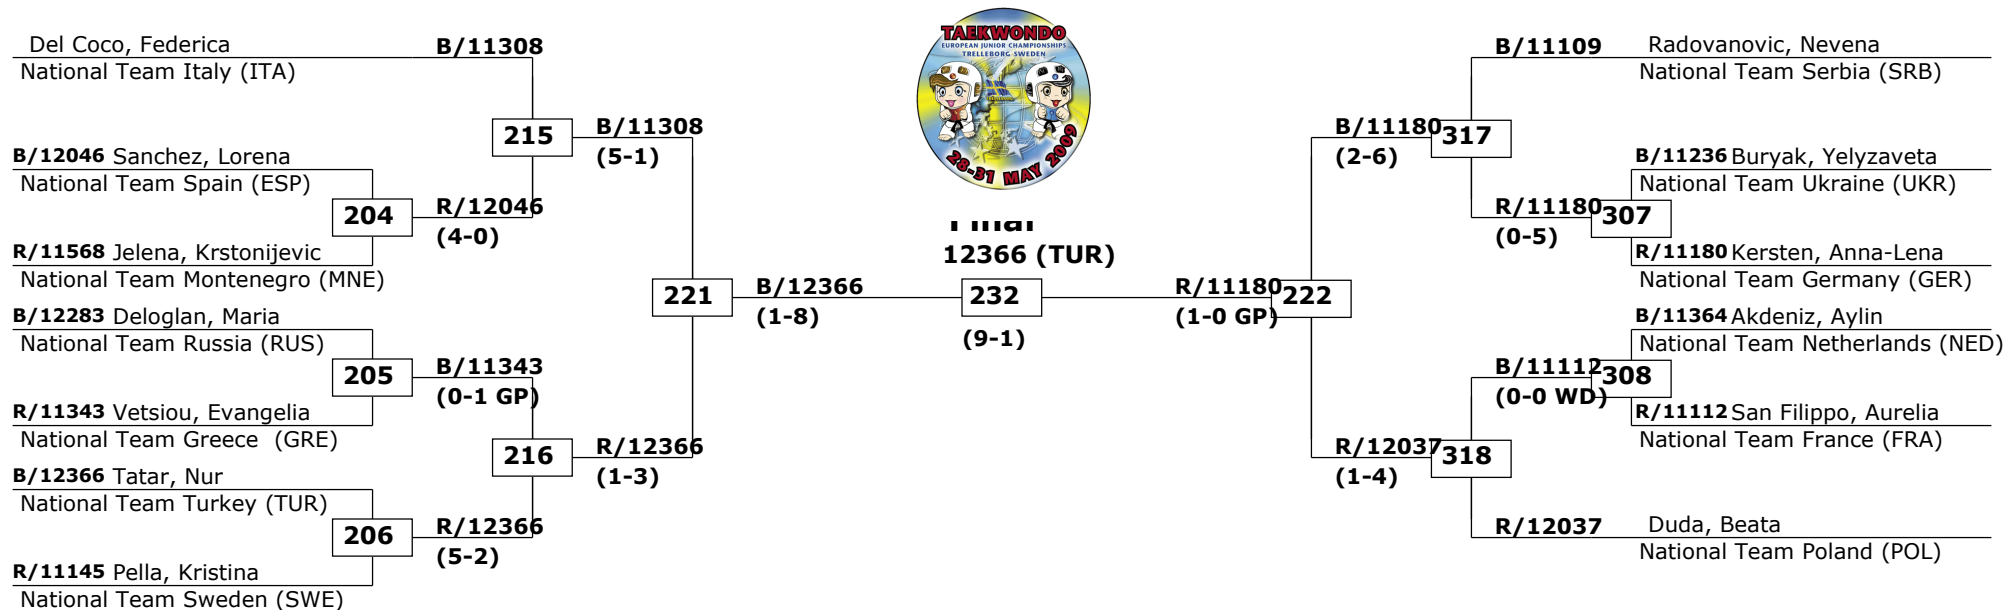 Del Coco, Federica
B/11308
National Team Italy (ITA)
215
B/11308
(5-1)
B/12046 Sanchez, Lorena
National Team Spain (ESP)
204
R/12046
(4-0)
R/11568 Jelena, Krstonijevic
National Team Montenegro (MNE)
221
B/12366
(1-8)
B/12283 Deloglan, Maria
National Team Russia (RUS)
205
B/11343
(0-1 GP)
R/11343 Vetsiou, Evangelia
National Team Greece (GRE)
216
R/12366
(1-3)
B/12366 Tatar, Nur
National Team Turkey (TUR)
206
R/12366
(5-2)
R/11145 Pella, Kristina
National Team Sweden (SWE)
TAEKWONDO
EUROPEAN JUNIOR CHAMPIONSHIPS
TRELLEBORG SWEDEN
28-31 MAY 2009
Final
12366 (TUR)
232
(9-1)
B/11109
Radovanovic, Nevena
National Team Serbia (SRB)
B/11180
317
(2-6)
B/11236 Buryak, Yelyzaveta
National Team Ukraine (UKR)
R/11180
307
(0-5)
R/11180 Kersten, Anna-Lena
National Team Germany (GER)
R/11180
222
(1-0 GP)
B/11364 Akdeniz, Aylin
National Team Netherlands (NED)
B/11112
308
(0-0 WD)
R/11112 San Filippo, Aurelia
National Team France (FRA)
R/12037
318
(1-4)
R/12037
Duda, Beata
National Team Poland (POL)